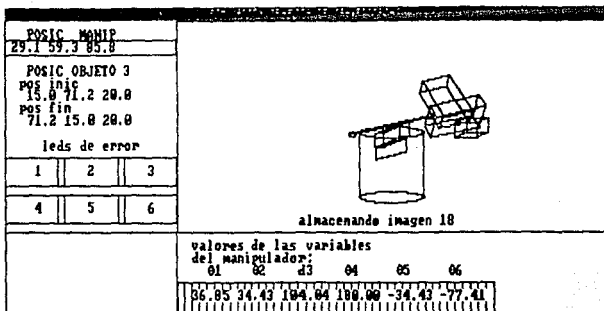 POSIC MANIP
29.1 59.3 85.8
POSIC OBJETO 3
pos inic
15.0 71.2 20.0
pos fin
71.2 15.0 20.0
leds de error
1 2 3
4 5 6
almacenando imagen 18
valores de las variables
del manipulador:
θ1 θ2 d3 θ4 θ5 θ6
36.05 34.43 104.04 180.00 -34.43 -77.41